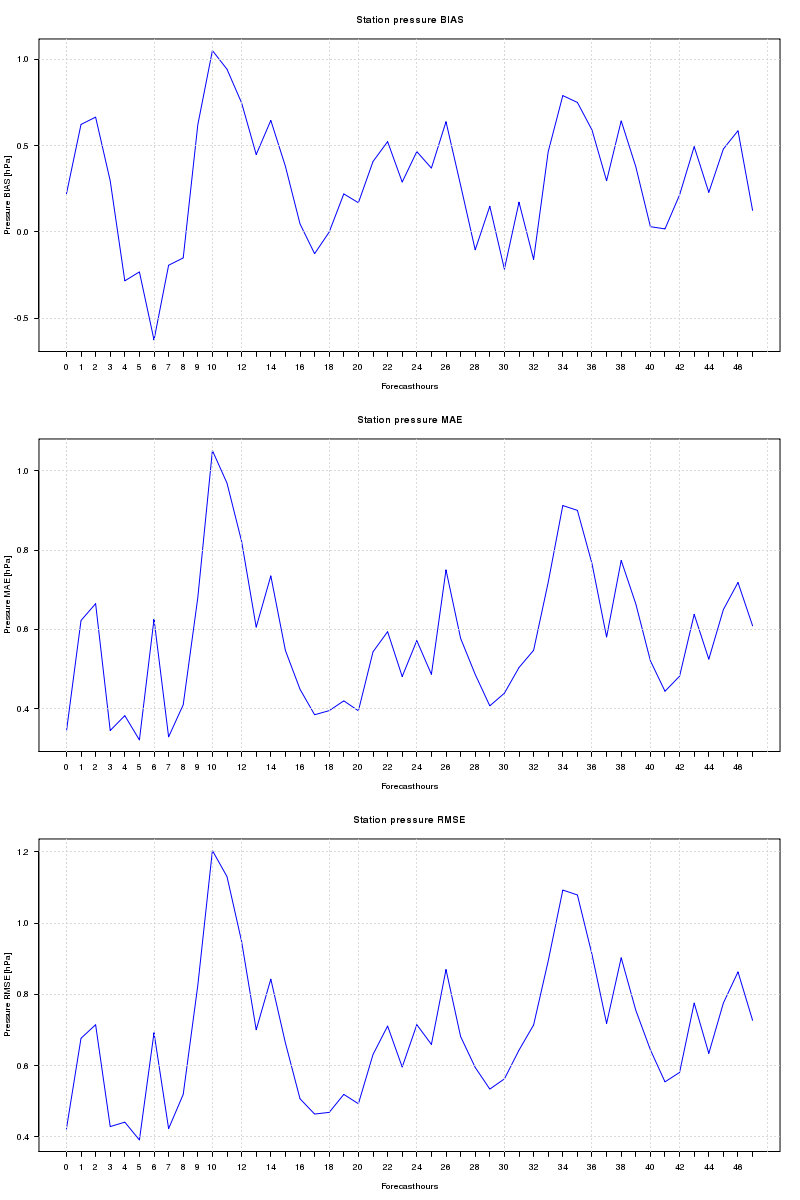 Station pressure BIAS
Pressure BIAS [hPa]
1.0
0.5
0.0
-0.5
0 1 2 3 4 5 6 7 8 9 10 12 14 16 18 20 22 24 26 28 30 32 34 36 38 40 42 44 46
Forecasthours
Station pressure MAE
Pressure MAE [hPa]
1.0
0.8
0.6
0.4
0 1 2 3 4 5 6 7 8 9 10 12 14 16 18 20 22 24 26 28 30 32 34 36 38 40 42 44 46
Forecasthours
Station pressure RMSE
Pressure RMSE [hPa]
1.2
1.0
0.8
0.6
0.4
0 1 2 3 4 5 6 7 8 9 10 12 14 16 18 20 22 24 26 28 30 32 34 36 38 40 42 44 46
Forecasthours